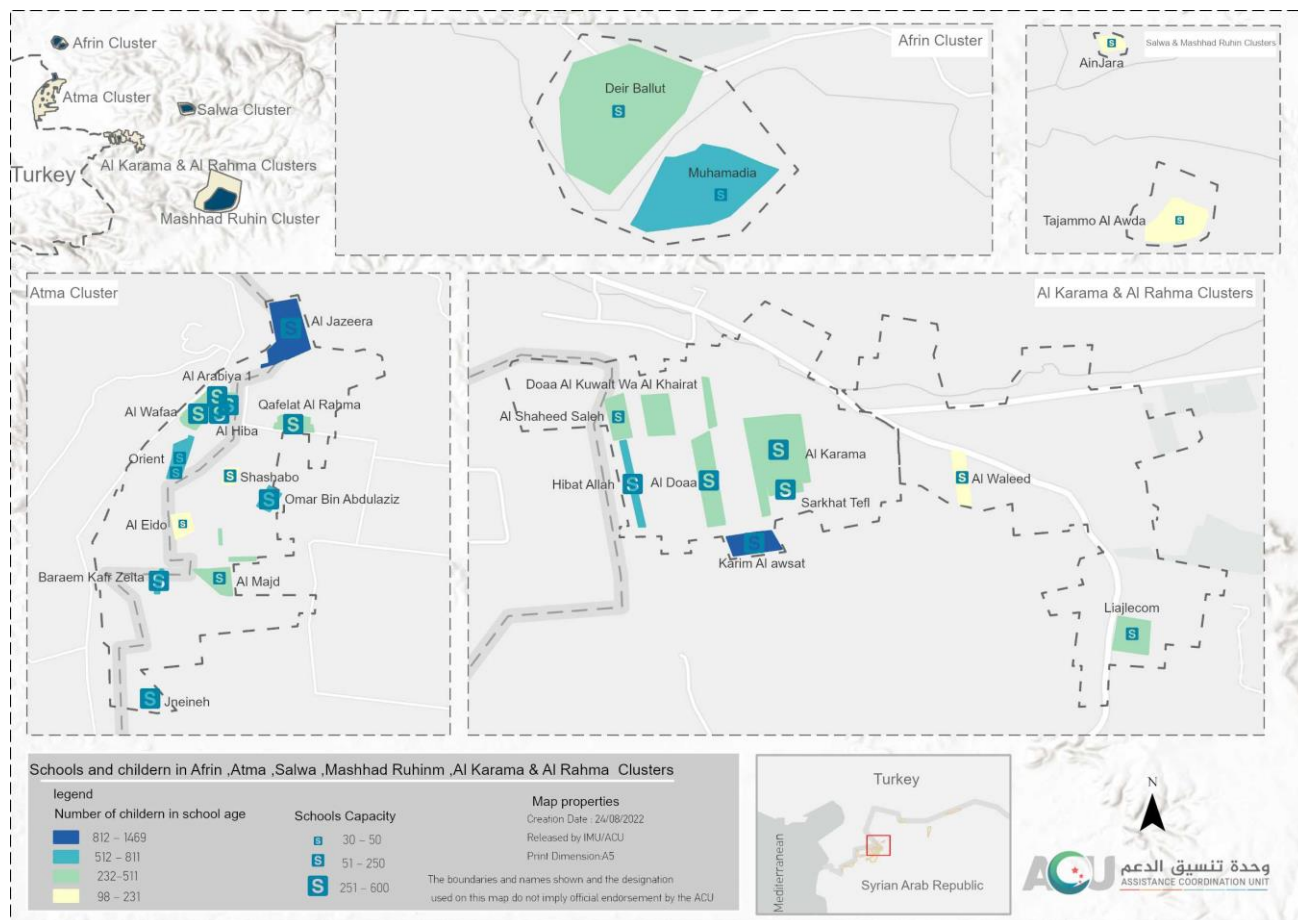 Afrin Cluster
Atma Cluster
Salwa Cluster
Al Karama & Al Rahma Clusters
Turkey
Mashhad Ruhin Cluster
Afrin Cluster
Deir Ballut
S
Muhamadia
S
Salwa & Mashhad Ruhin Clusters
S
AinJara
Tajammo Al Awda
S
Atma Cluster
S
Al Jazeera
Al Arabiya 1
S
Al Wafaa
S
S
S
Qafelat Al Rahma
S
Al Hiba
Orient
S
S
S
Shashabo
S
Omar Bin Abdulaziz
Al Eido
S
Baraem Kafr Zeita
S
S
Al Majd
S
Jneineh
Al Karama & Al Rahma Clusters
Doaa Al Kuwait Wa Al Khairat
Al Shaheed Saleh
S
S
Al Karama
Hibat Allah
S
Al Doaa
S
S
Sarkhat Tefl
S
Al Waleed
S
Karim Al awsat
Liajlecom
S
Schools and childern in Afrin ,Atma ,Salwa ,Mashhad Ruhinm ,Al Karama & Al Rahma Clusters
legend
Number of childern in school age
812 – 1469
512 – 811
232-511
98 – 231
Schools Capacity
S 30 – 50
S 51 – 250
S 251 – 600
Map properties
Creation Date : 24/08/2022
Released by IMU/ACU
Print Dimension:A5
The boundaries and names shown and the designation
used on this map do not imply official endorsement by the ACU
Turkey
Mediterranean
Syrian Arab Republic
N
ACU
وحدة تنسيق الدعم
ASSISTANCE COORDINATION UNIT